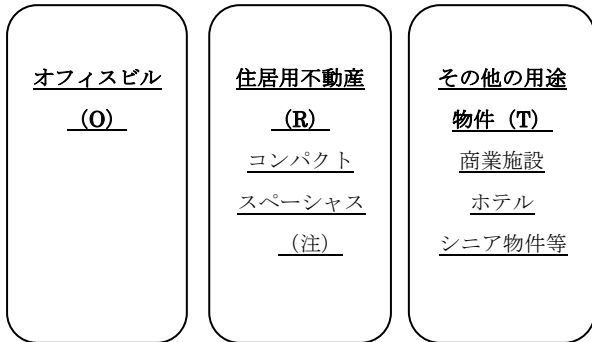 オフィスビル
（O）
住居用不動産
（R）
コンパクト
スペーシャス
（注）
その他の用途
物件（T）
商業施設
ホテル
シニア物件等